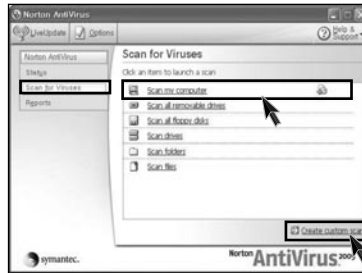 Norton AntiVirus
LiveUpdate
Options
Help &
Support
Norton AntiVirus
Status
Scan for Viruses
Reports
Scan for Viruses
Click an item to launch a scan
Scan my computer
Scan all removable drives
Scan all floppy disks
Scan drives
Scan folders
Scan files
Create custom scan
symantec.
Norton AntiVirus 2005